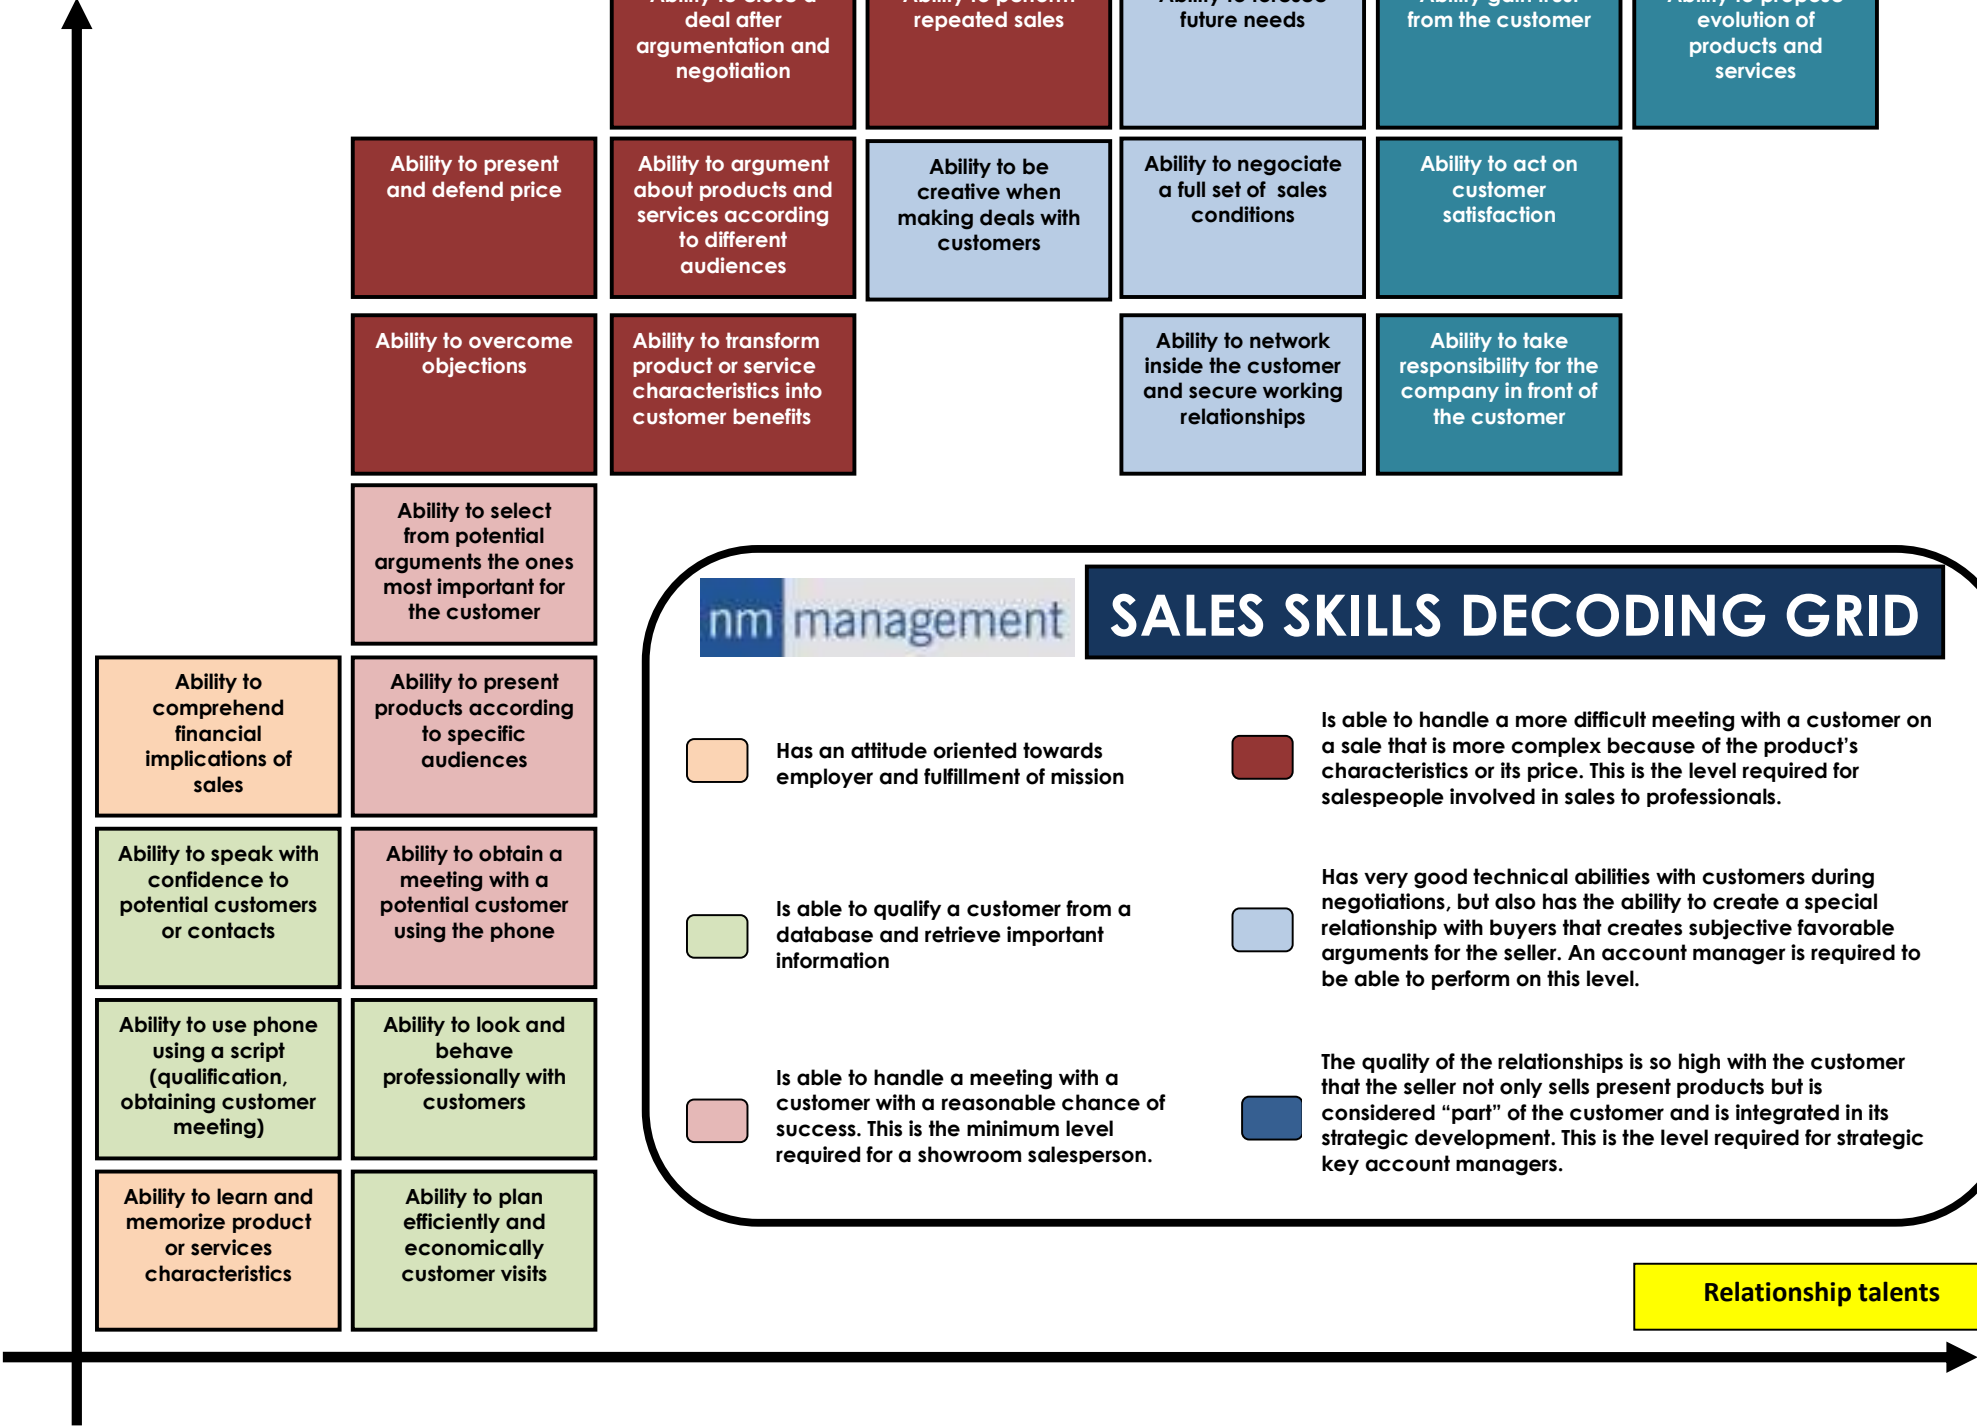 Ability to close a
deal after
argumentation and
negotiation
Ability to perform
repeated sales
Ability to foresee
future needs
Ability gain trust
from the customer
Ability to propose
evolution of
products and
services
Ability to present
and defend price
Ability to argument
about products and
services according
to different
audiences
Ability to be
creative when
making deals with
customers
Ability to negociate
a full set of sales
conditions
Ability to act on
customer
satisfaction
Ability to overcome
objections
Ability to transform
product or service
characteristics into
customer benefits
Ability to network
inside the customer
and secure working
relationships
Ability to take
responsibility for the
company in front of
the customer
Ability to select
from potential
arguments the ones
most important for
the customer
Ability to
comprehend
financial
implications of
sales
Ability to present
products according
to specific
audiences
Ability to speak with
confidence to
potential customers
or contacts
Ability to obtain a
meeting with a
potential customer
using the phone
Ability to use phone
using a script
(qualification,
obtaining customer
meeting)
Ability to look and
behave
professionally with
customers
Ability to learn and
memorize product
or services
characteristics
Ability to plan
efficiently and
economically
customer visits
nm management
SALES SKILLS DECODING GRID
Has an attitude oriented towards
employer and fulfillment of mission
Is able to qualify a customer from a
database and retrieve important
information
Is able to handle a meeting with a
customer with a reasonable chance of
success. This is the minimum level
required for a showroom salesperson.
Is able to handle a more difficult meeting with a customer on
a sale that is more complex because of the product’s
characteristics or its price. This is the level required for
salespeople involved in sales to professionals.
Has very good technical abilities with customers during
negotiations, but also has the ability to create a special
relationship with buyers that creates subjective favorable
arguments for the seller. An account manager is required to
be able to perform on this level.
The quality of the relationships is so high with the customer
that the seller not only sells present products but is
considered “part” of the customer and is integrated in its
strategic development. This is the level required for strategic
key account managers.
Relationship talents